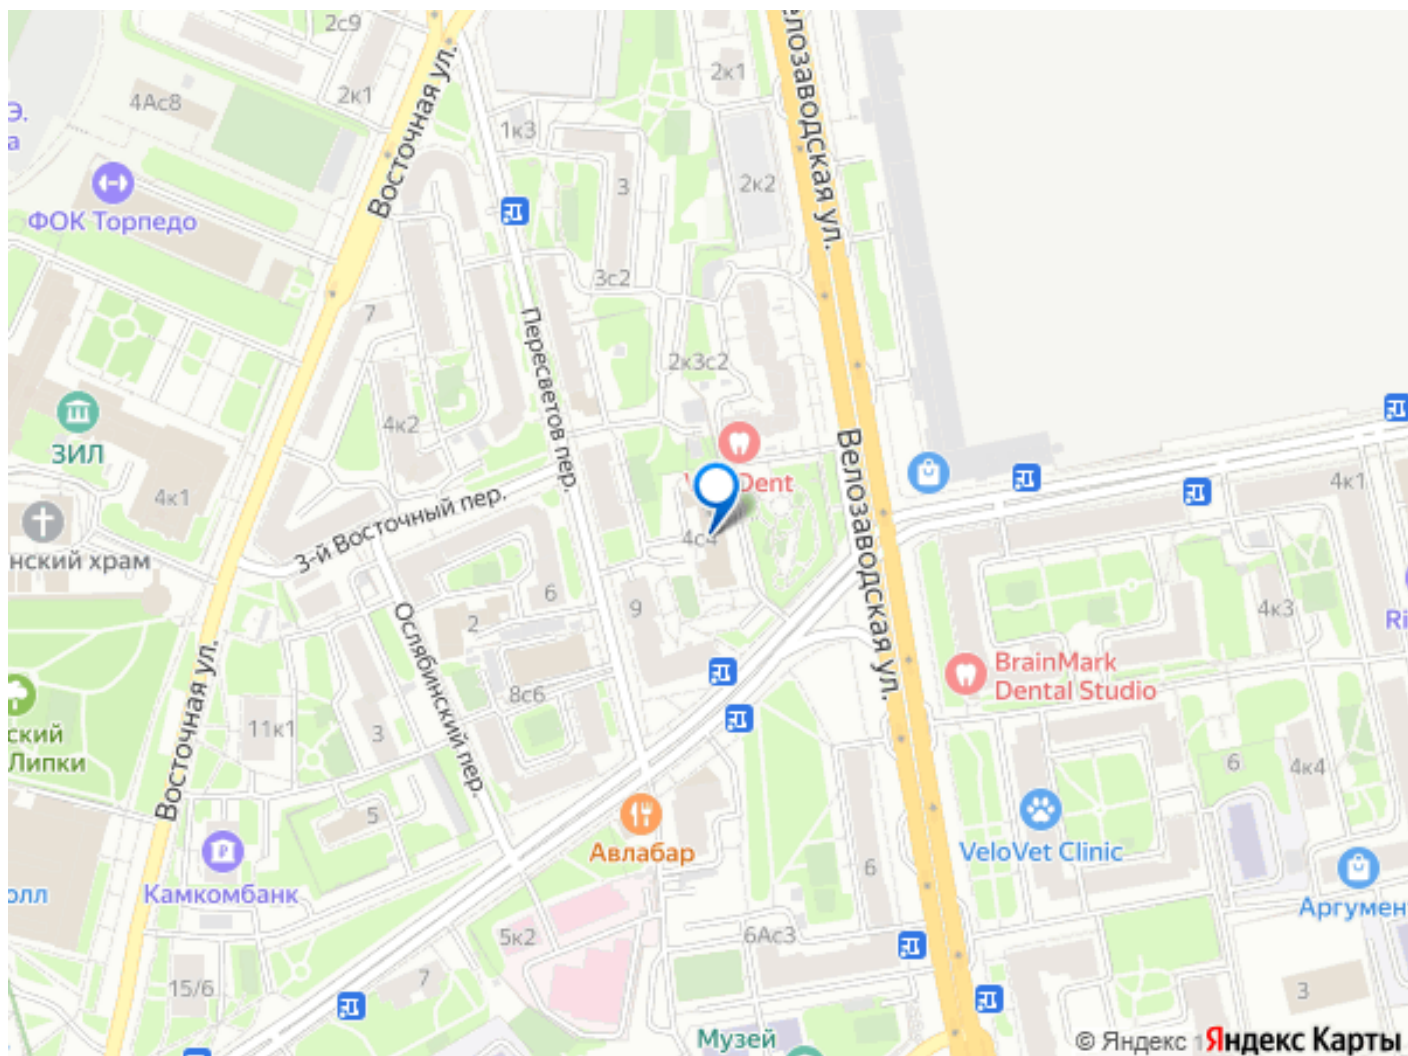 2с9
Восточная ул.
Велозаводская ул.
2к1
4Ас8
2к1
Э.
а
1к3
3
2к2
ФОК Торпедо
3с2
7
Пересветов пер.
2к3с2
4к2
ЗИЛ
4к1
Dent
Велозаводская ул.
4к1
3-й Восточный пер.
4с4
нский храм
6
9
2
Ослябинский пер.
4к3
Ri
BrainMark
Dental Studio
8с6
Восточная ул.
11к1
3
ский
Липки
6
4к4
5
Авлабар
VeloVet Clinic
6
Камкомбанк
олл
Аргумен
5к2
6Ас3
7
15/6
3
Музей
© Яндекс
Яндекс Карты